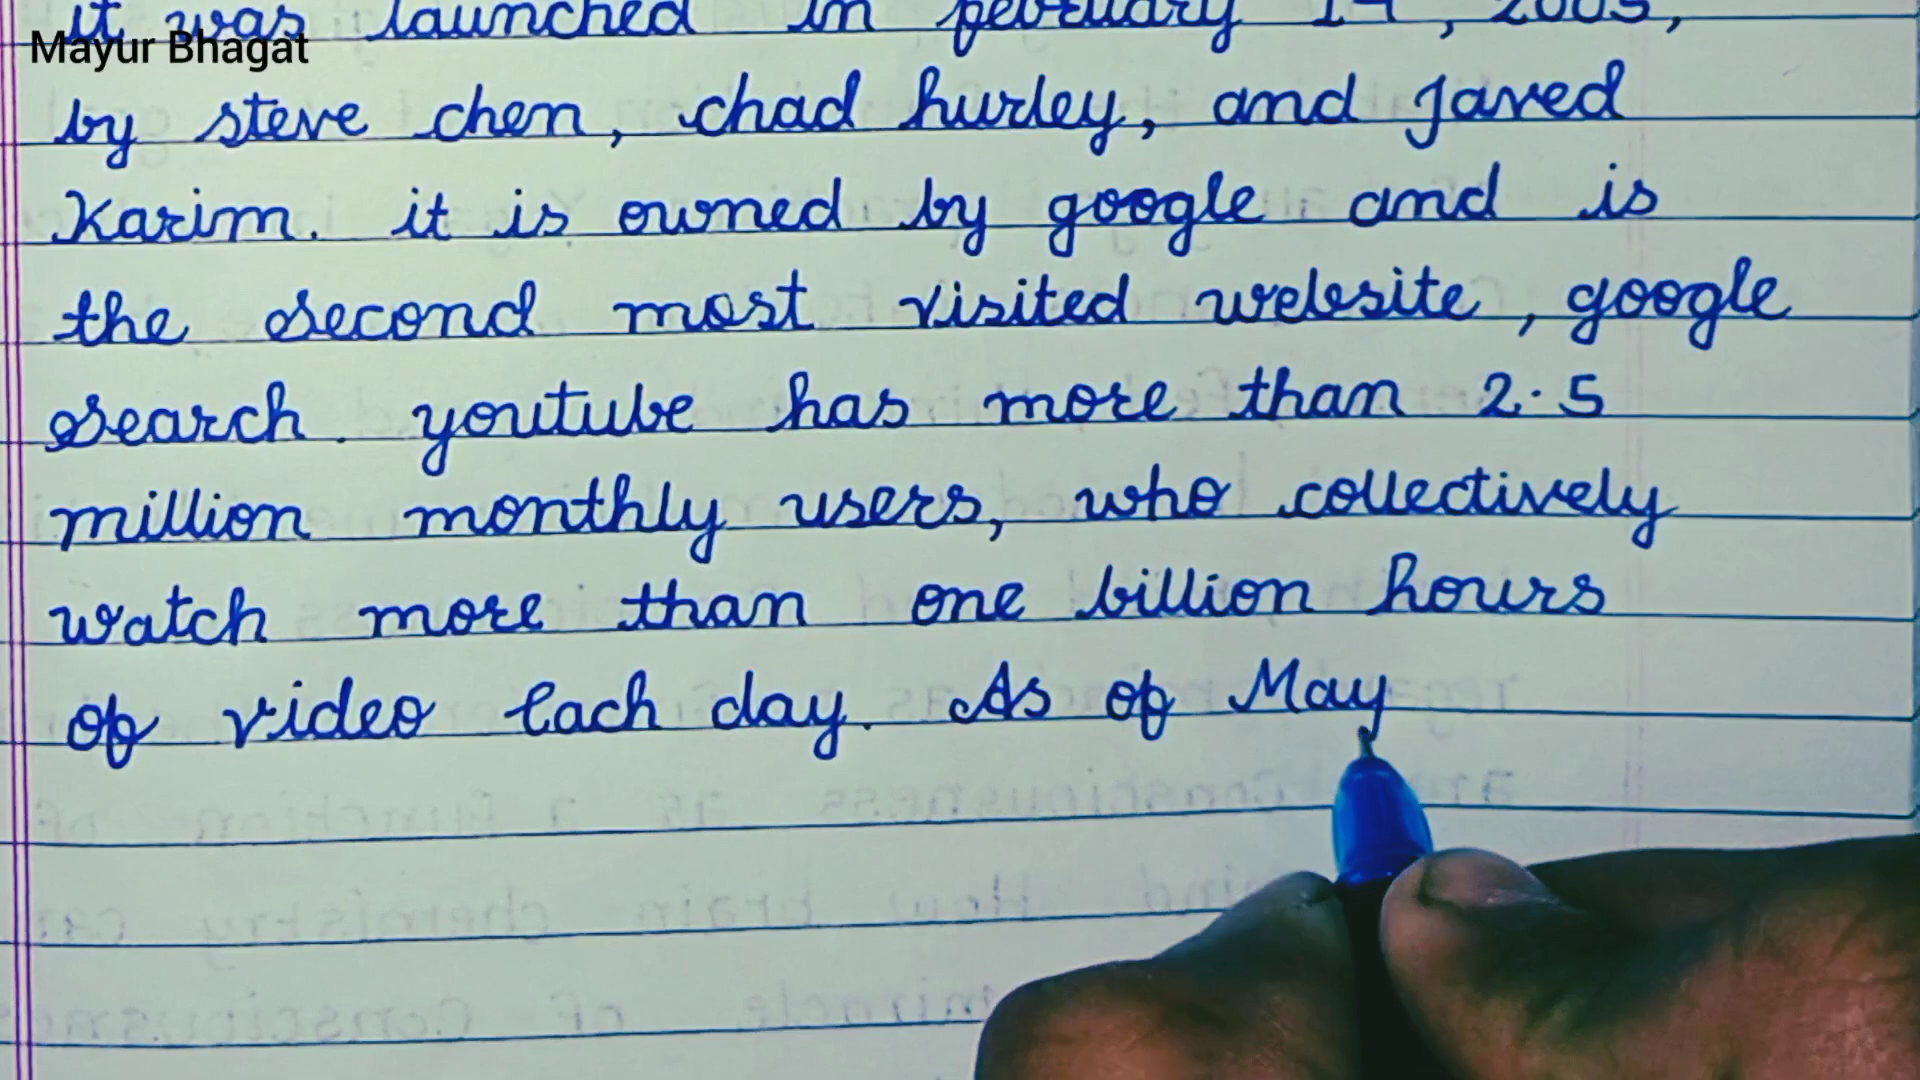 it was launched in february 14, 2005,
Mayur Bhagat
by steve chen, chad hurley, and Javed
Karim. it is owned by google and is
the second most visited website, google
search. youtube has more than 2.5
million monthly users, who collectively
watch more than one billion hours
of video each day. As of May